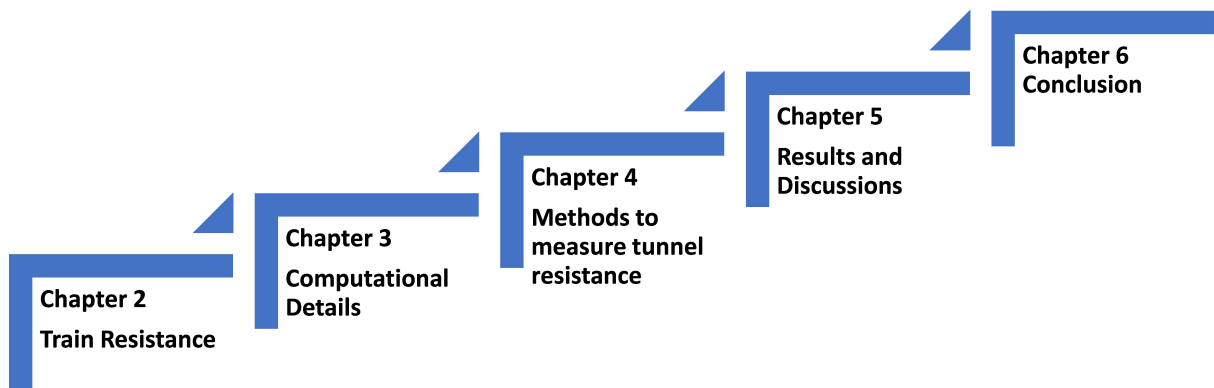 Chapter 2
Train Resistance
Chapter 3
Computational
Details
Chapter 4
Methods to
measure tunnel
resistance
Chapter 5
Results and
Discussions
Chapter 6
Conclusion